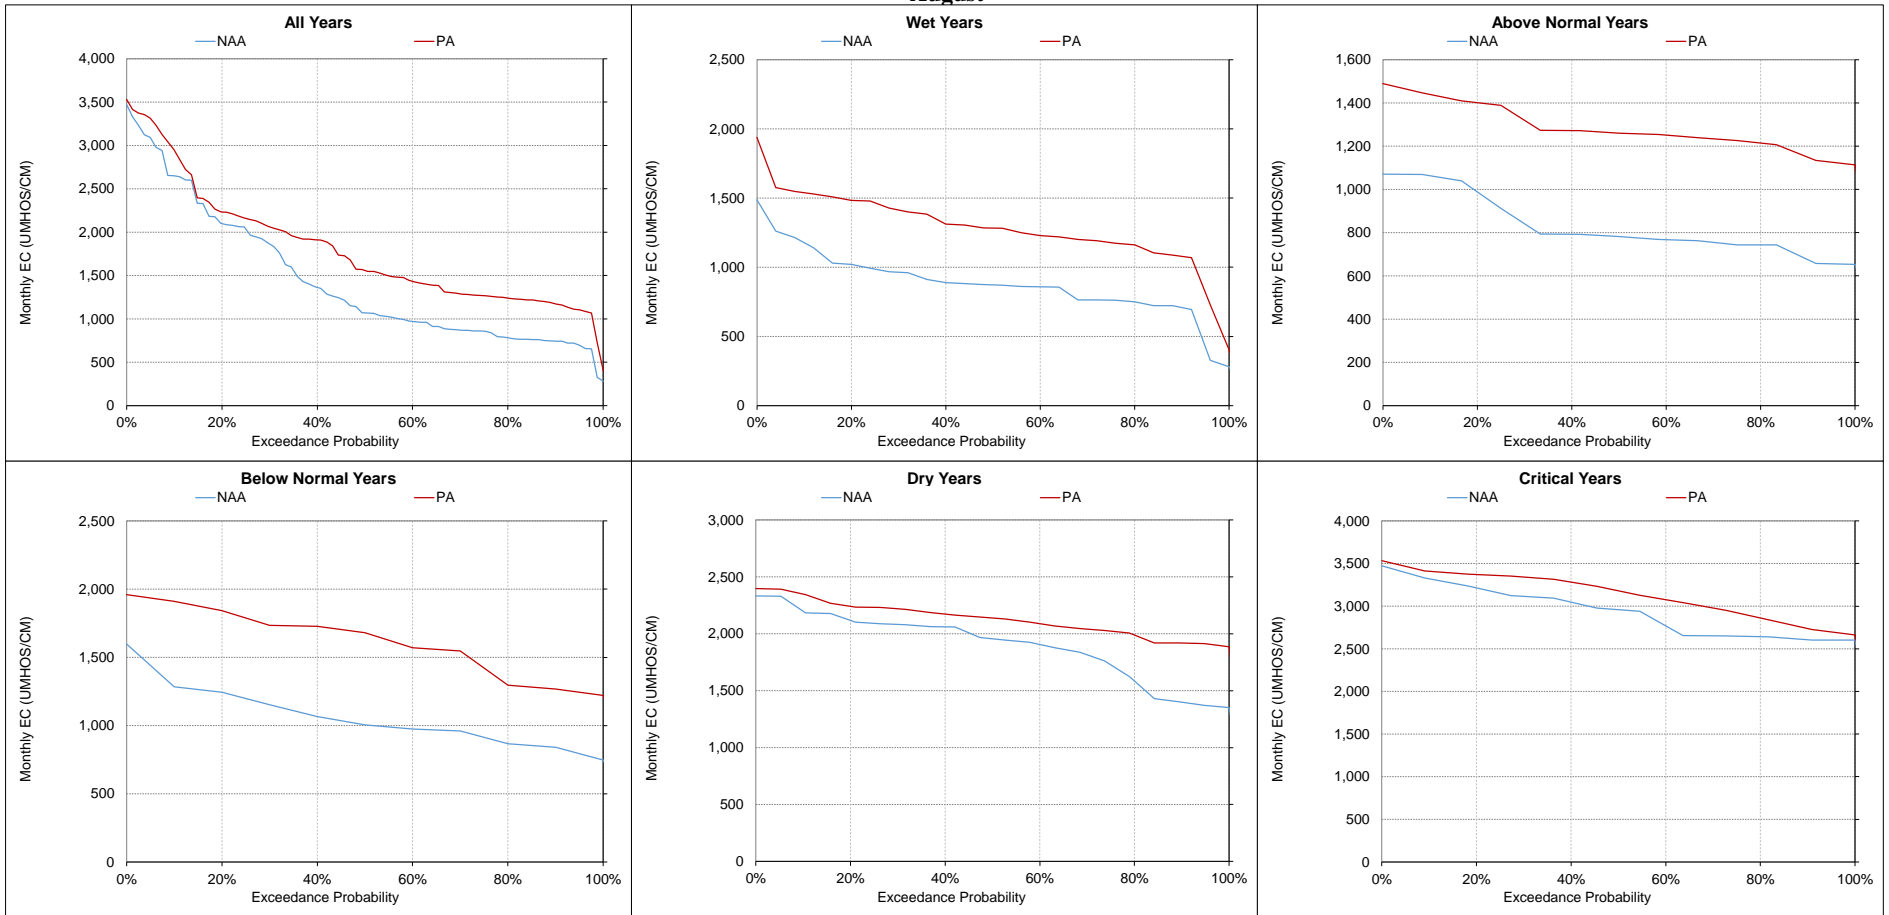 August
All Years
NAA PA
4,000
3,500
3,000
2,500
2,000
1,500
1,000
500
0
Monthly EC (UMHOS/CM)
0% 20% 40% 60% 80% 100%
Exceedance Probability
Wet Years
NAA PA
2,500
2,000
1,500
1,000
500
0
Monthly EC (UMHOS/CM)
0% 20% 40% 60% 80% 100%
Exceedance Probability
Above Normal Years
NAA PA
1,600
1,400
1,200
1,000
800
600
400
200
0
Monthly EC (UMHOS/CM)
0% 20% 40% 60% 80% 100%
Exceedance Probability
Below Normal Years
NAA PA
2,500
2,000
1,500
1,000
500
0
Monthly EC (UMHOS/CM)
0% 20% 40% 60% 80% 100%
Exceedance Probability
Dry Years
NAA PA
3,000
2,500
2,000
1,500
1,000
500
0
Monthly EC (UMHOS/CM)
0% 20% 40% 60% 80% 100%
Exceedance Probability
Critical Years
NAA PA
4,000
3,500
3,000
2,500
2,000
1,500
1,000
500
0
Monthly EC (UMHOS/CM)
0% 20% 40% 60% 80% 100%
Exceedance Probability